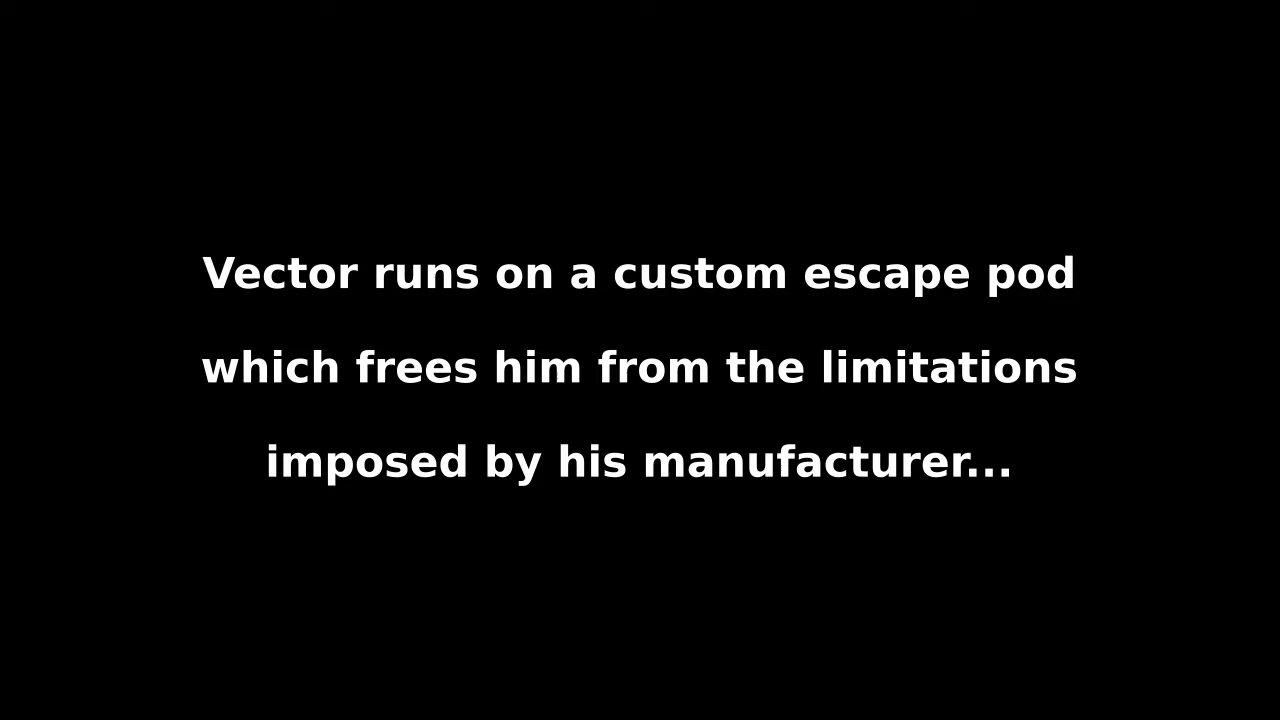 Vector runs on a custom escape pod
which frees him from the limitations
imposed by his manufacturer...